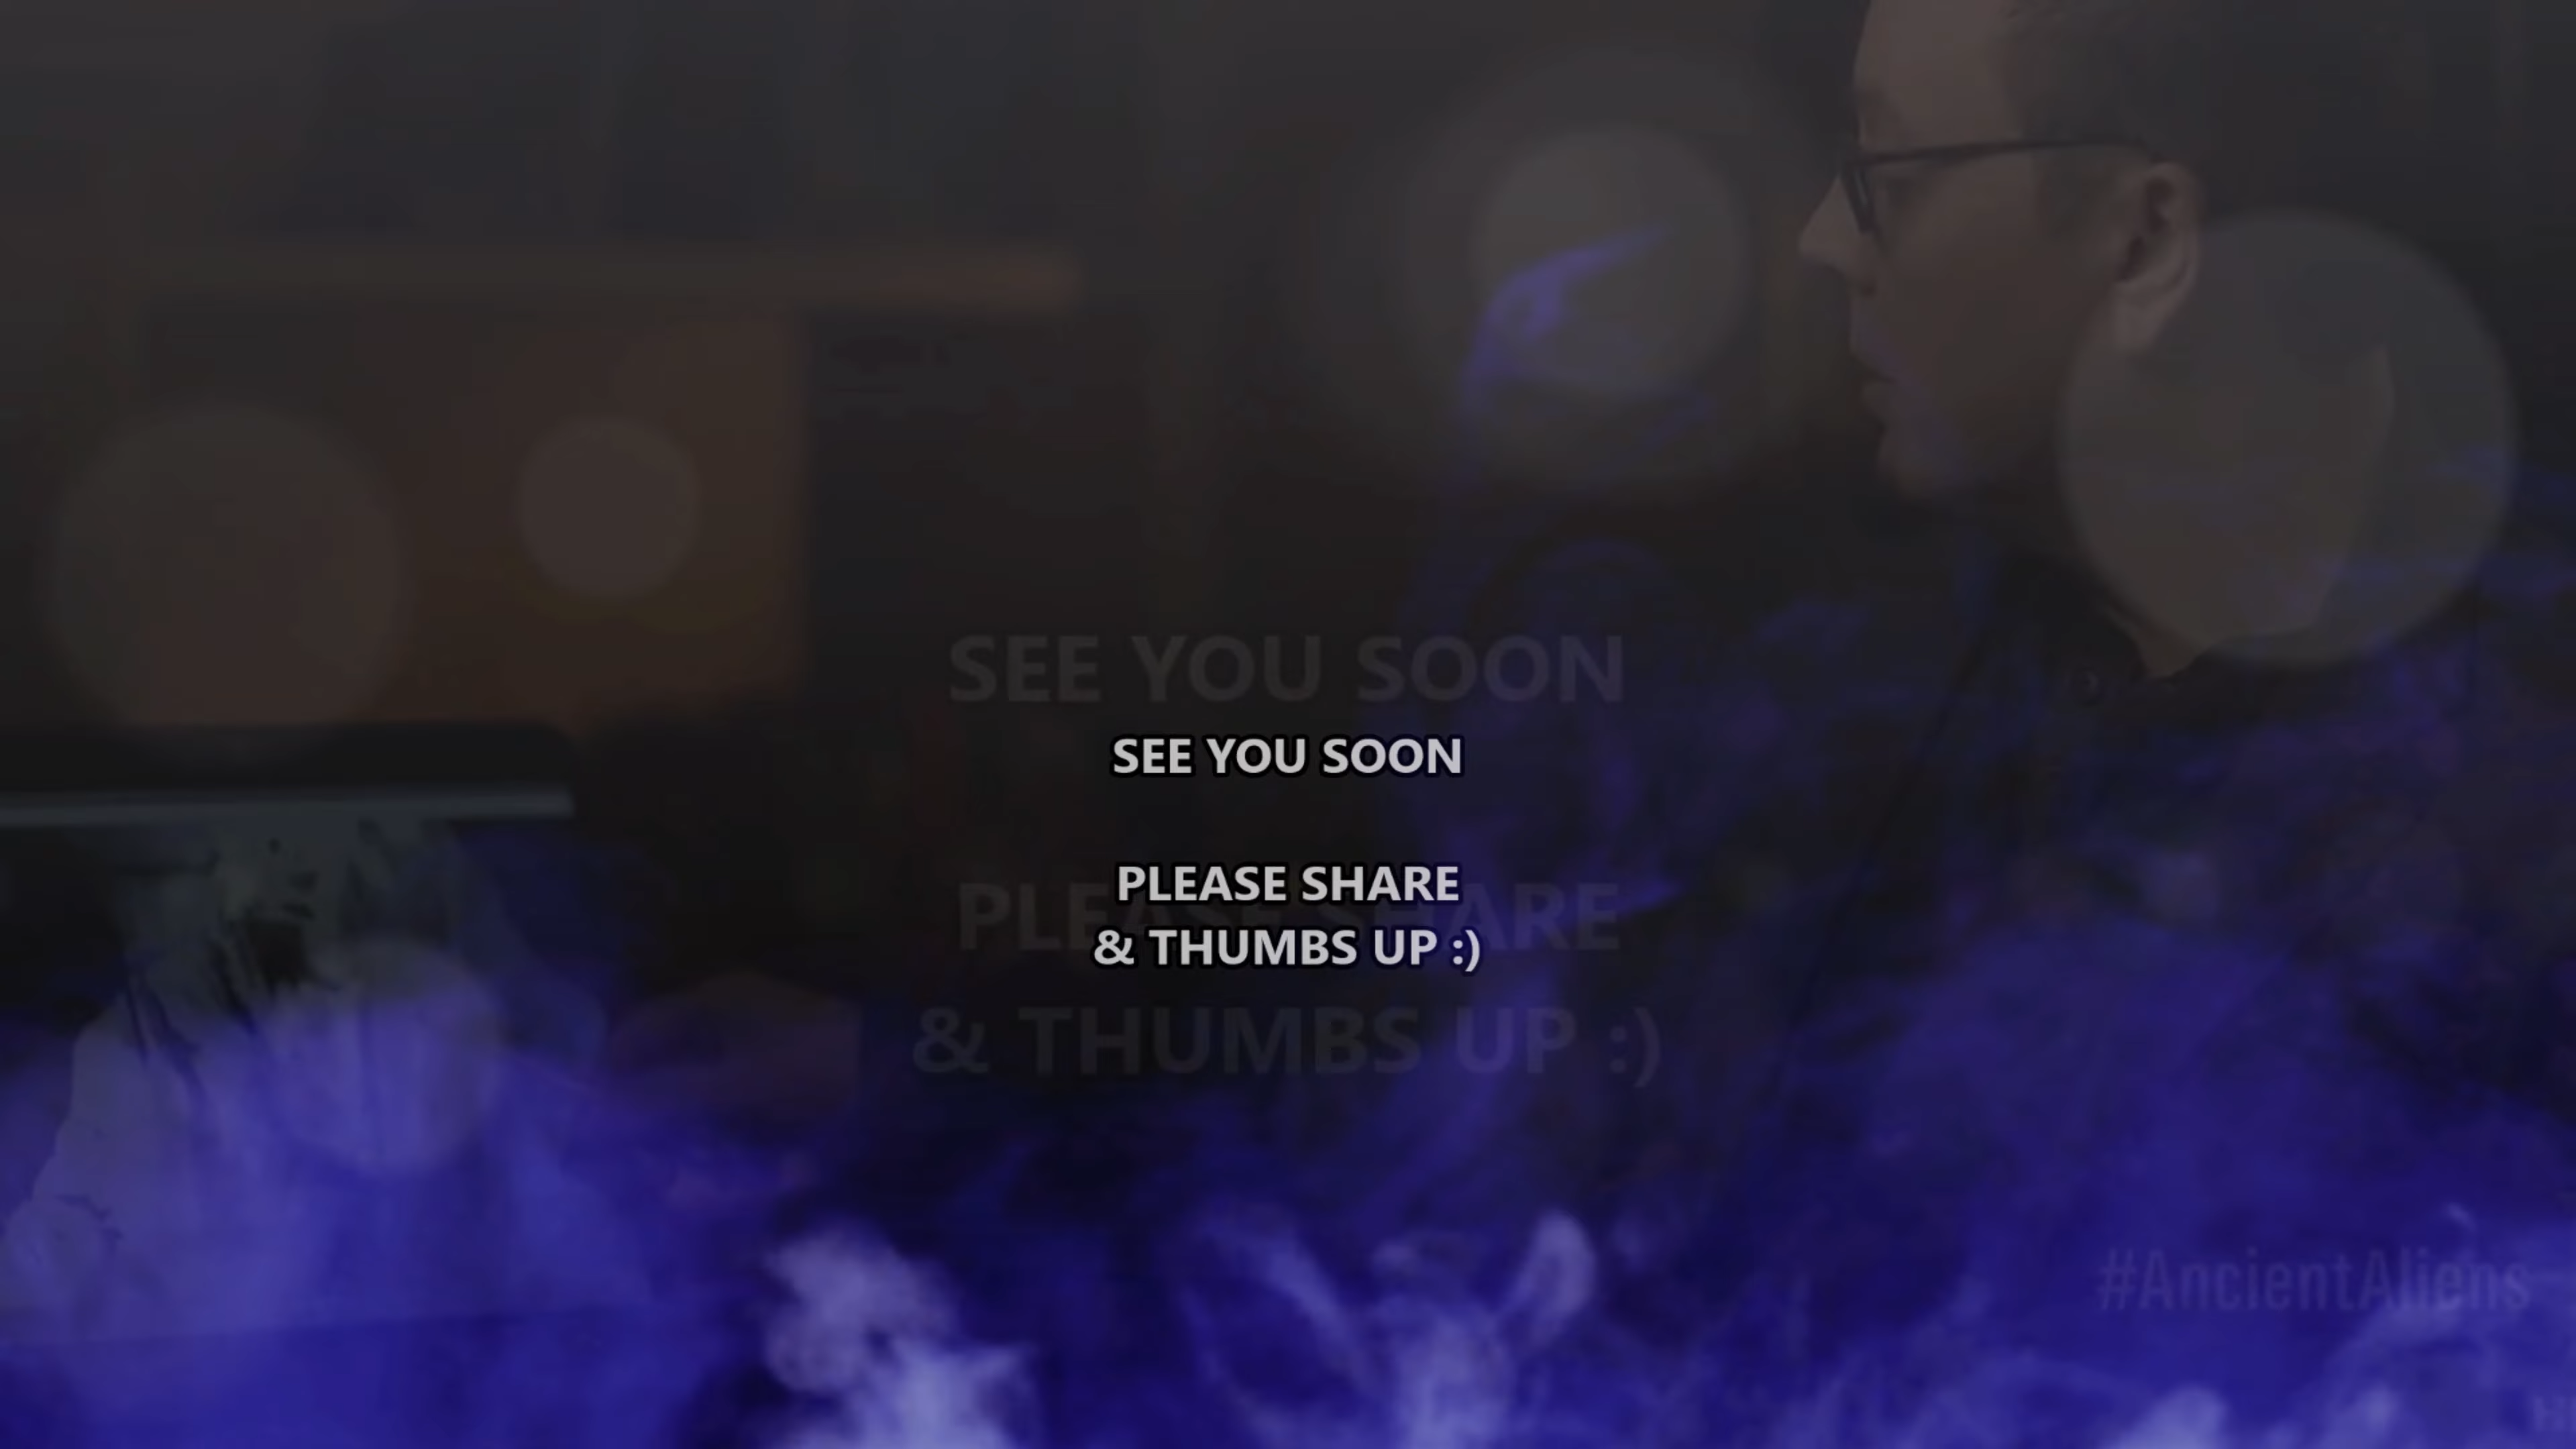 SEE YOU SOON
SEE YOU SOON
PLEASE SHARE
PLEASE SHARE
& THUMBS UP :)
& THUMBS UP :)
#AncientAliens
H